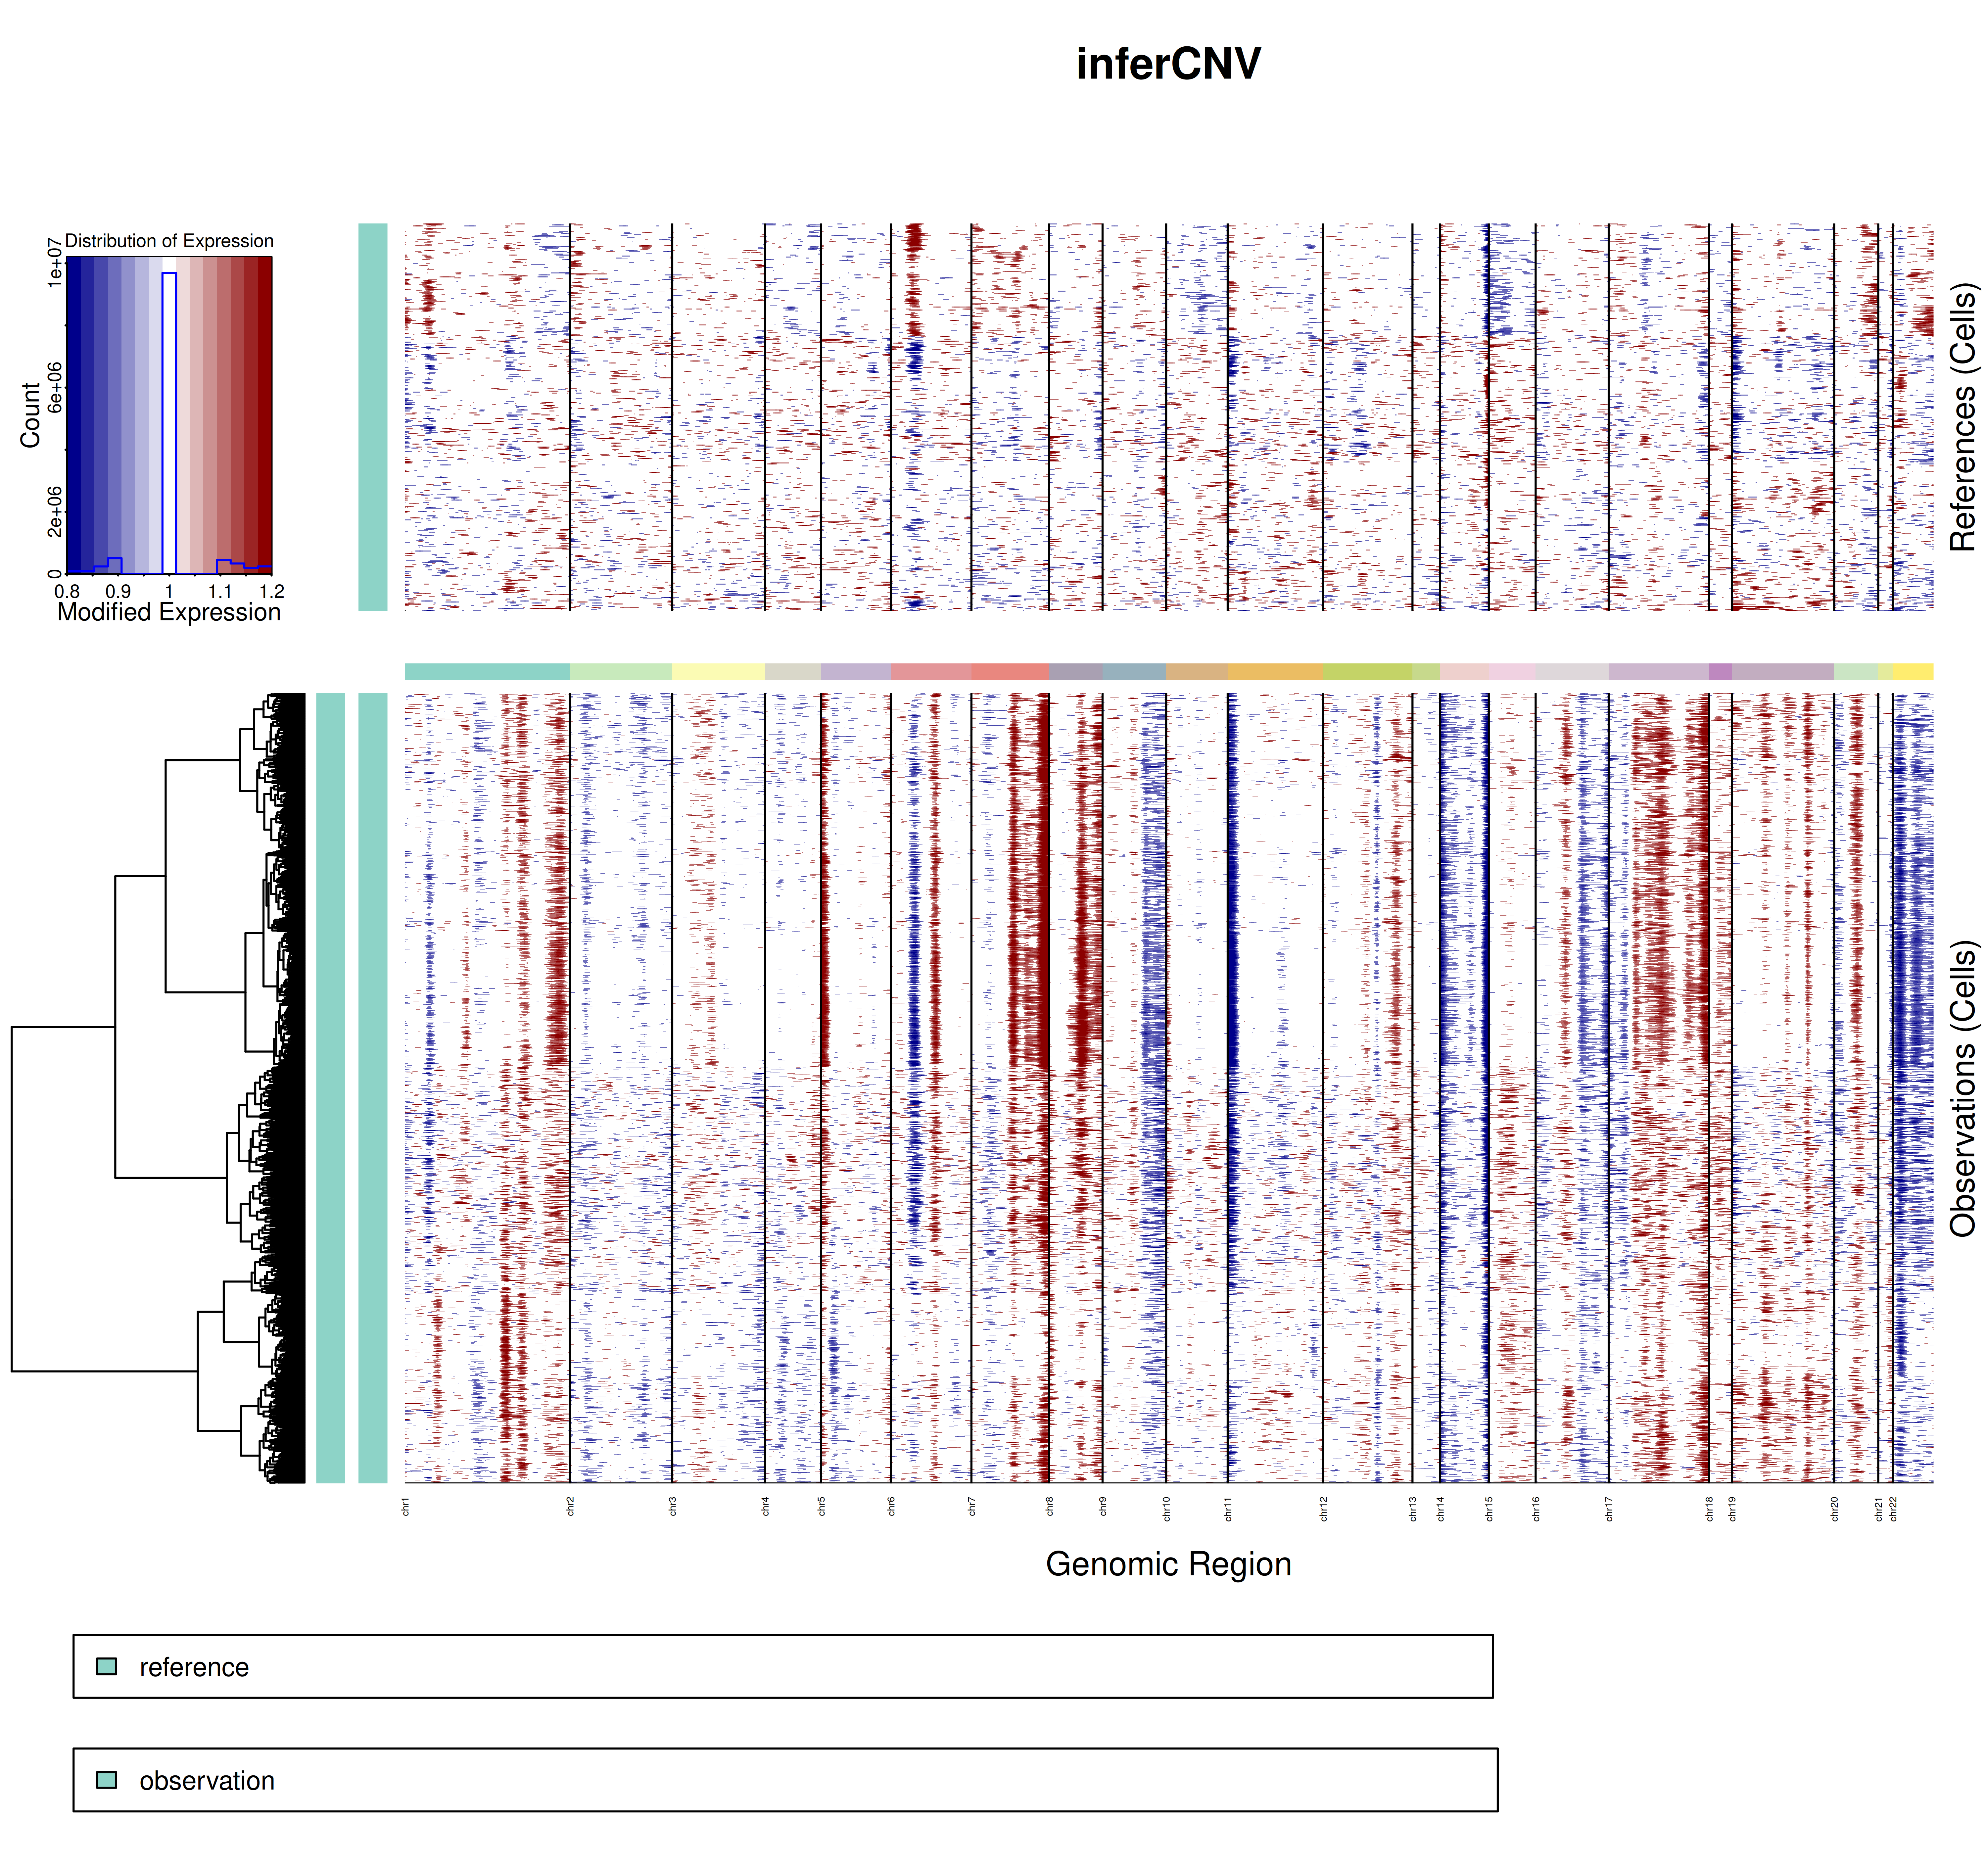 inferCNV
Distribution of Expression
Count
0
2e+06
6e+06
1e+07
0.8 0.9 1 1.1 1.2
Modified Expression
References (Cells)
Observations (Cells)
chr1 chr2 chr3 chr4 chr5 chr6 chr7 chr8 chr9 chr10 chr11 chr12 chr13 chr14 chr15 chr16 chr17 chr18 chr19 chr20 chr21 chr22
Genomic Region
reference
observation